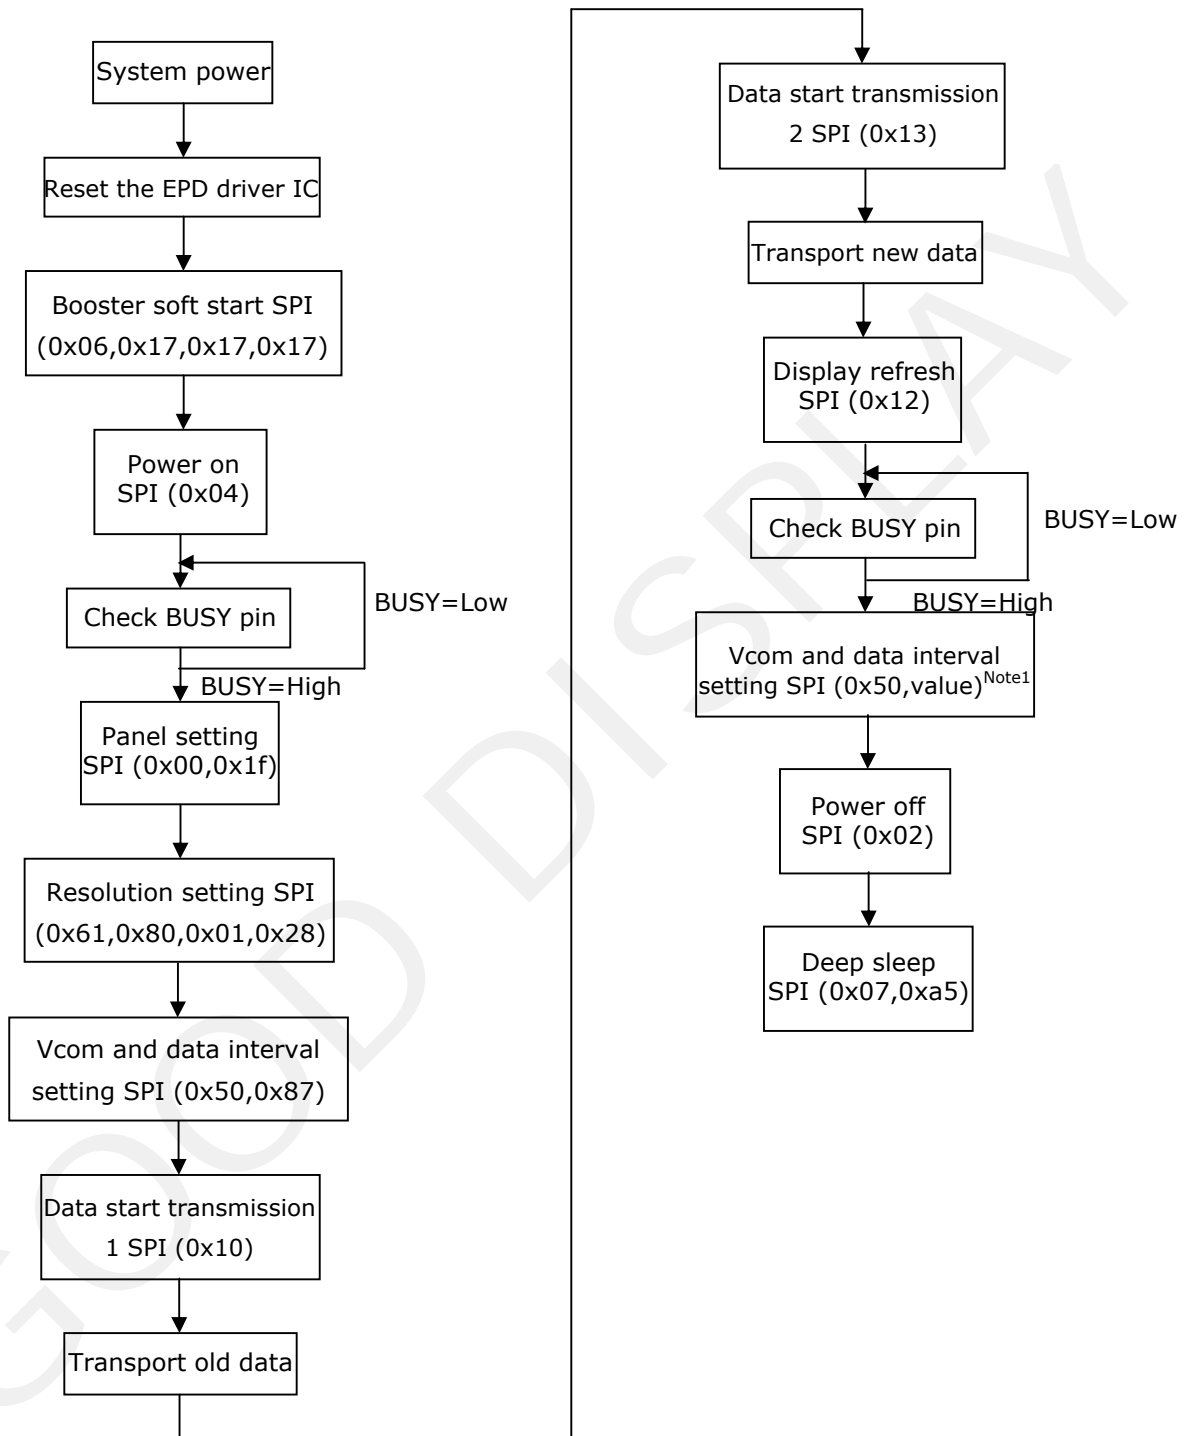 System power
Reset the EPD driver IC
Booster soft start SPI
(0x06,0x17,0x17,0x17)
Power on
SPI (0x04)
Check BUSY pin
BUSY=Low
BUSY=High
Panel setting
SPI (0x00,0x1f)
Resolution setting SPI
(0x61,0x80,0x01,0x28)
Vcom and data interval
setting SPI (0x50,0x87)
Data start transmission
1 SPI (0x10)
Transport old data
Data start transmission
2 SPI (0x13)
Transport new data
Display refresh
SPI (0x12)
Check BUSY pin
BUSY=Low
BUSY=High
Vcom and data interval
setting SPI (0x50,value)Note1
Power off
SPI (0x02)
Deep sleep
SPI (0x07,0xa5)
GOOD DISPLAY